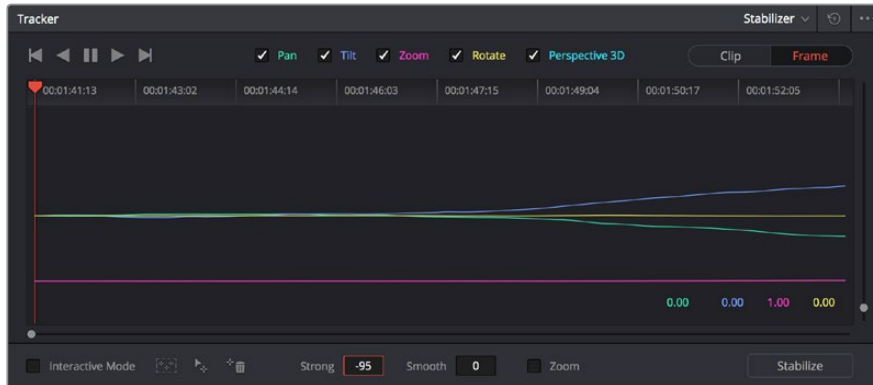 Tracker Stabilizer
Pan Tilt Zoom Rotate Perspective 3D Clip Frame
00:01:41:13 00:01:43:02 00:01:44:14 00:01:46:03 00:01:47:15 00:01:49:04 00:01:50:17 00:01:52:05
0.00 0.00 1.00 0.00
Interactive Mode Strong -95 Smooth 0 Zoom Stabilize